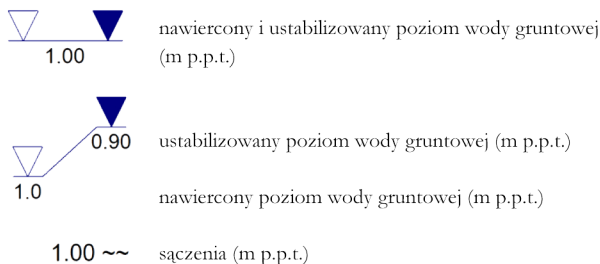 nawiercony i ustabilizowany poziom wody gruntowej
1.00
(m p.p.t.)
0.90
ustabilizowany poziom wody gruntowej (m p.p.t.)
1.0
nawiercony poziom wody gruntowej (m p.p.t.)
1.00 ~~ sączenia (m p.p.t.)